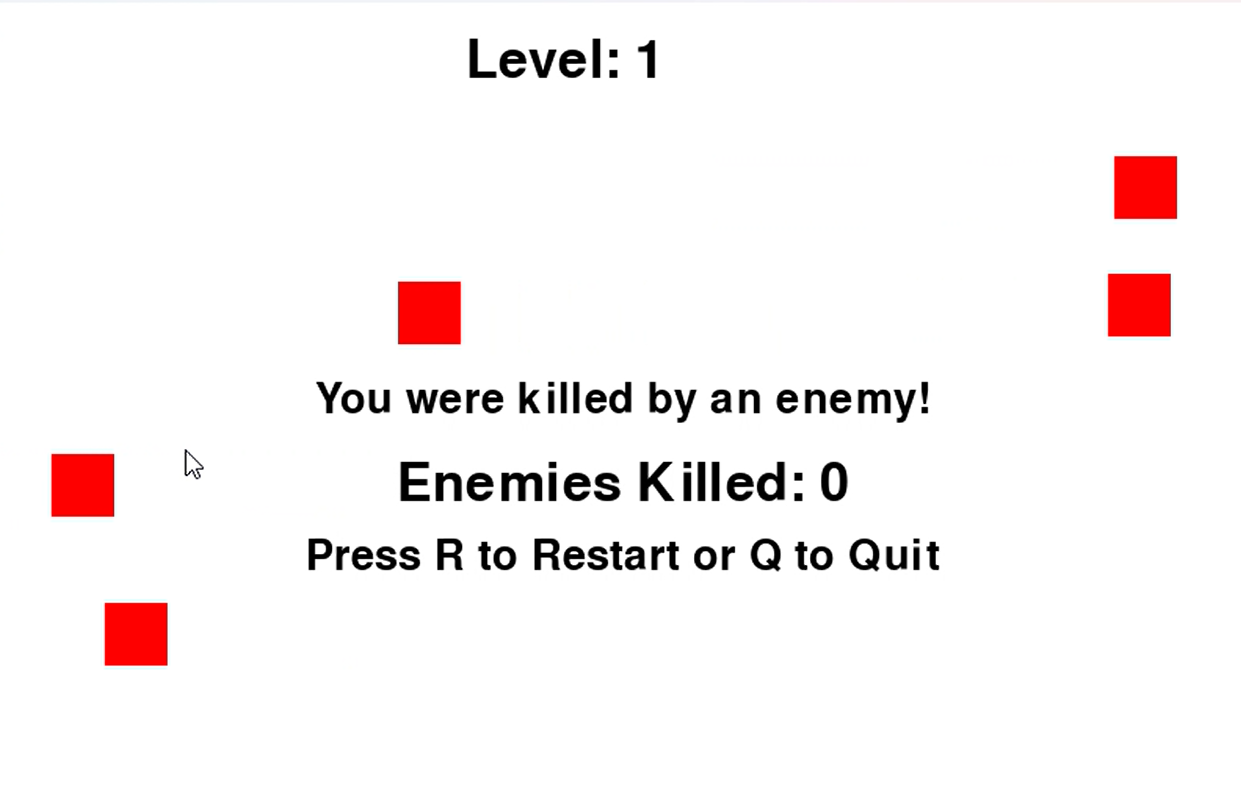 Level: 1
You were killed by an enemy!
Enemies Killed: 0
Press R to Restart or Q to Quit